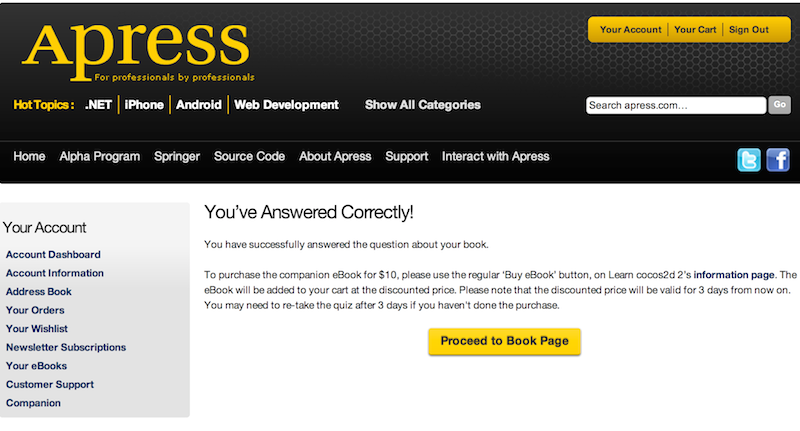 Apress
For professionals by professionals
Your Account | Your Cart | Sign Out
Hot Topics : .NET | iPhone | Android | Web Development Show All Categories
Search apress.com… Go
Home Alpha Program Springer Source Code About Apress Support Interact with Apress
Your Account
Account Dashboard
Account Information
Address Book
Your Orders
Your Wishlist
Newsletter Subscriptions
Your eBooks
Customer Support
Companion
You've Answered Correctly!
You have successfully answered the question about your book.
To purchase the companion eBook for $10, please use the regular 'Buy eBook' button, on Learn cocos2d 2's information page. The
eBook will be added to your cart at the discounted price. Please note that the discounted price will be valid for 3 days from now on.
You may need to re-take the quiz after 3 days if you haven't done the purchase.
Proceed to Book Page